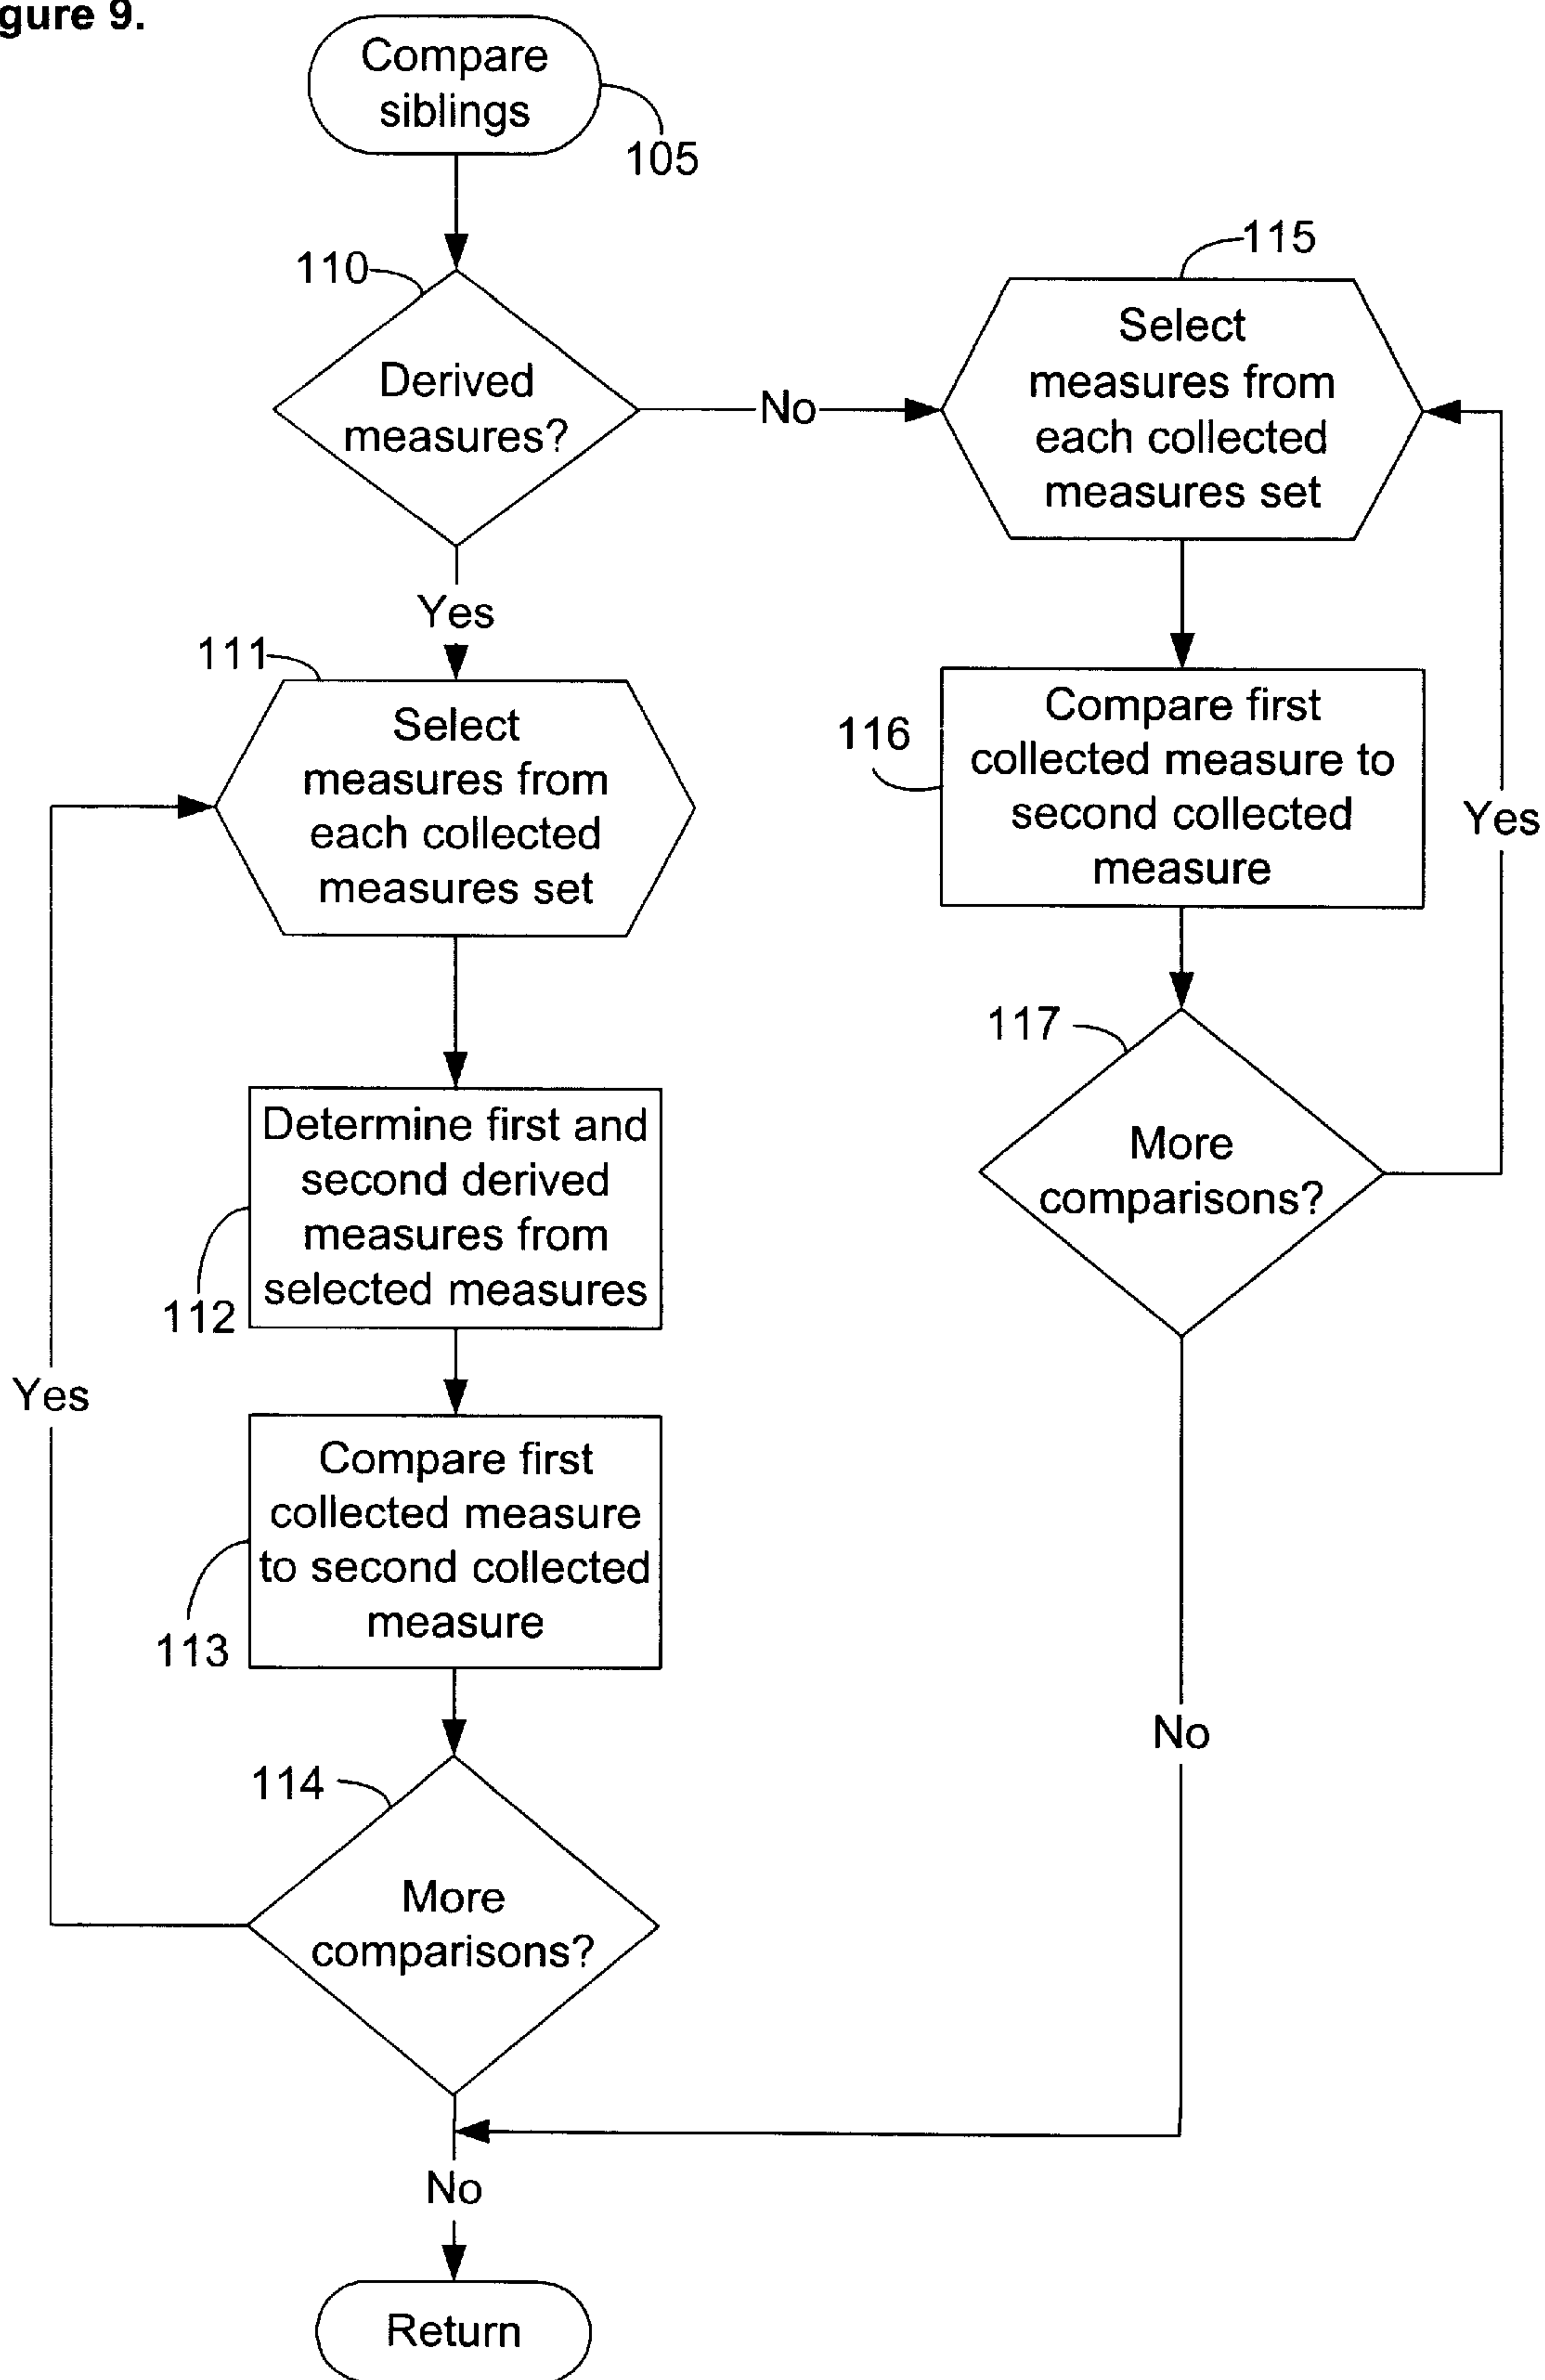 gure 9.
Compare
siblings
105
110
Derived
measures?
No
115
Select
measures from
each collected
measures set
Yes
111
Select
measures from
each collected
measures set
116
Compare first
collected measure to
second collected
measure
Yes
117
More
comparisons?
Determine first and
second derived
measures from
selected measures
112
Yes
Compare first
collected measure
to second collected
measure
113
No
114
More
comparisons?
No
Return